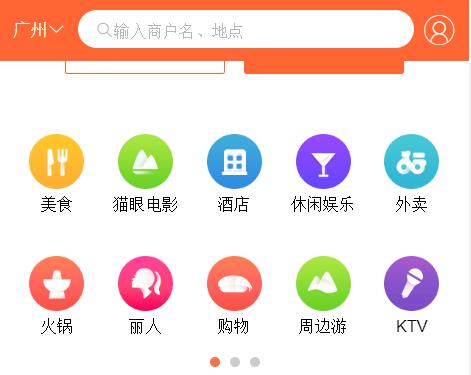 广州 输入商户名、地点
美食 猫眼电影 酒店 休闲娱乐 外卖
火锅 丽人 购物 周边游 KTV